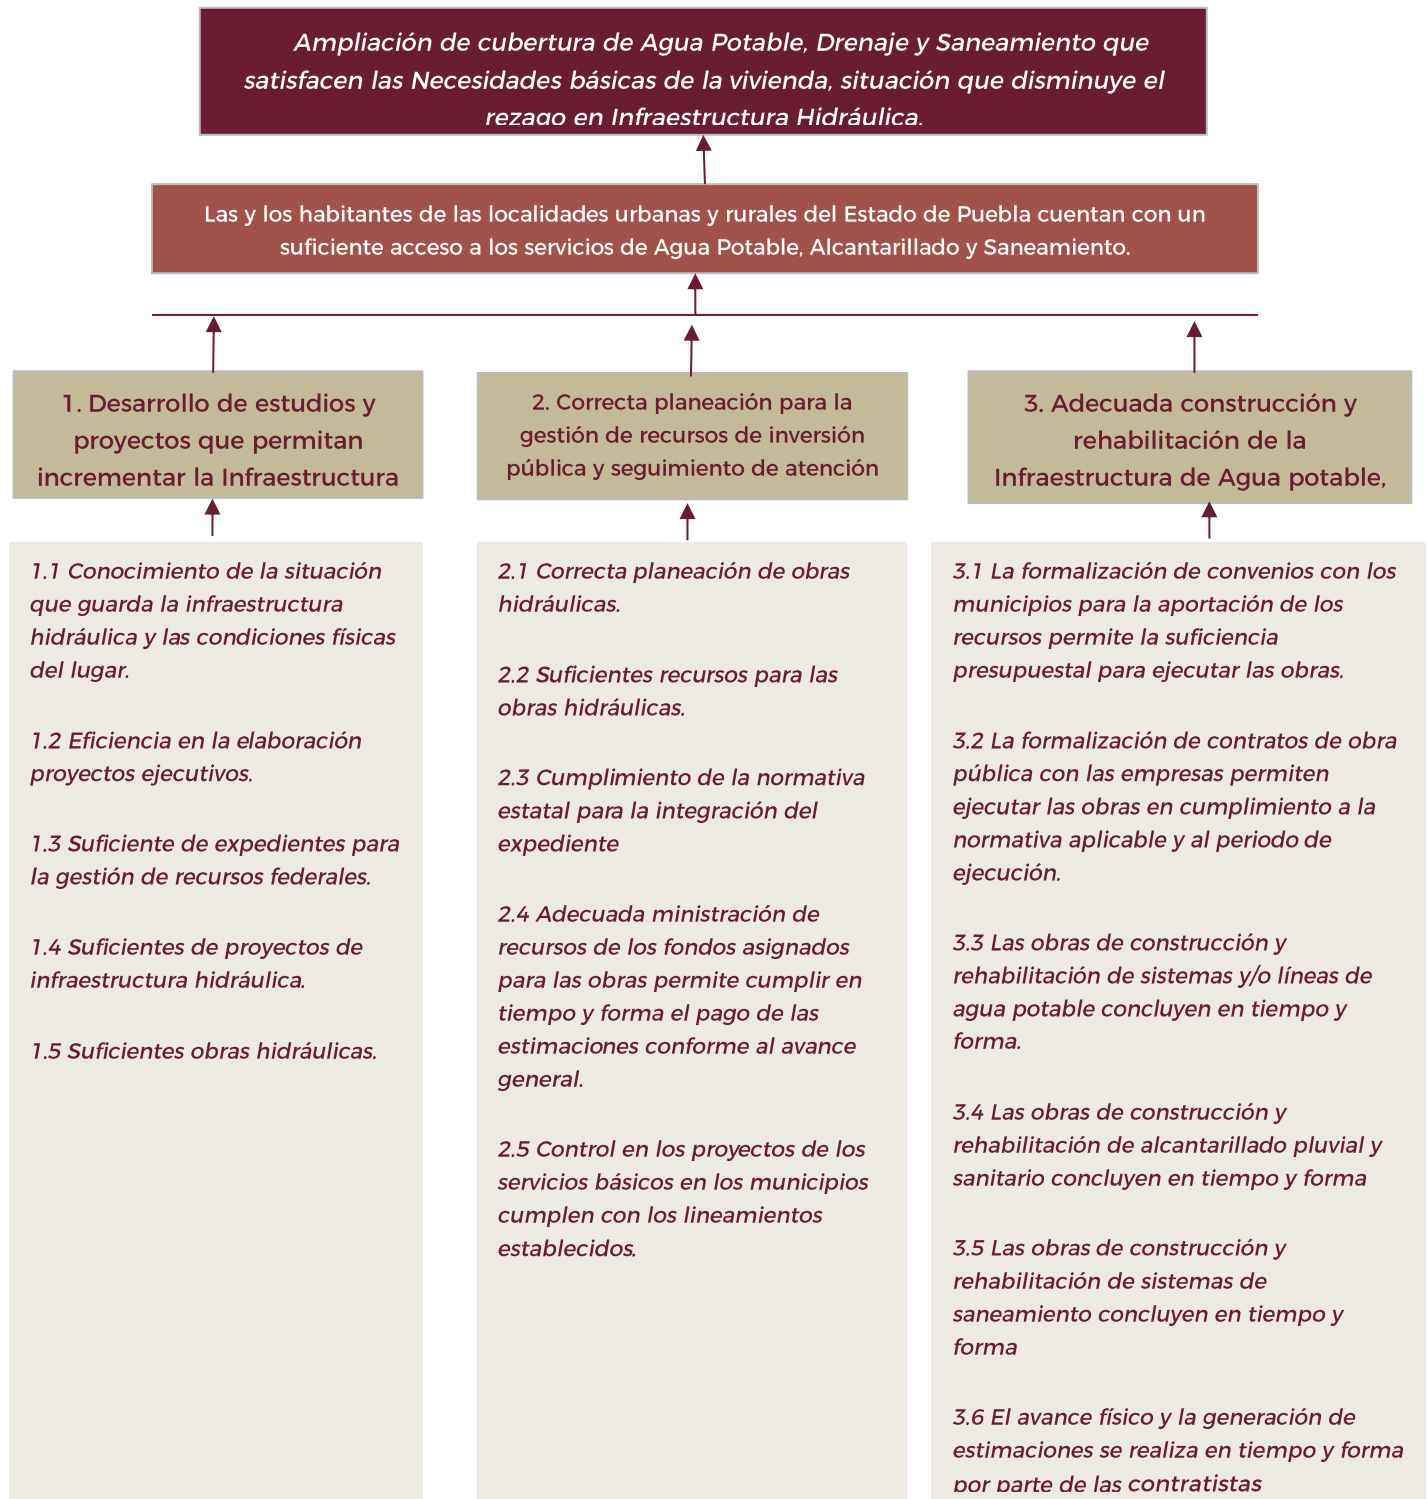 Ampliación de cubertura de Agua Potable, Drenaje y Saneamiento que
satisfacen las Necesidades básicas de la vivienda, situación que disminuye el
rezago en Infraestructura Hidráulica.
Las y los habitantes de las localidades urbanas y rurales del Estado de Puebla cuentan con un
suficiente acceso a los servicios de Agua Potable, Alcantarillado y Saneamiento.
1. Desarrollo de estudios y
proyectos que permitan
incrementar la Infraestructura
2. Correcta planeación para la
gestión de recursos de inversión
pública y seguimiento de atención
3. Adecuada construcción y
rehabilitación de la
Infraestructura de Agua potable,
1.1 Conocimiento de la situación
que guarda la infraestructura
hidráulica y las condiciones físicas
del lugar.
1.2 Eficiencia en la elaboración
proyectos ejecutivos.
1.3 Suficiente de expedientes para
la gestión de recursos federales.
1.4 Suficientes de proyectos de
infraestructura hidráulica.
1.5 Suficientes obras hidráulicas.
2.1 Correcta planeación de obras
hidráulicas.
2.2 Suficientes recursos para las
obras hidráulicas.
2.3 Cumplimiento de la normativa
estatal para la integración del
expediente
2.4 Adecuada ministración de
recursos de los fondos asignados
para las obras permite cumplir en
tiempo y forma el pago de las
estimaciones conforme al avance
general.
2.5 Control en los proyectos de los
servicios básicos en los municipios
cumplen con los lineamientos
establecidos.
3.1 La formalización de convenios con los
municipios para la aportación de los
recursos permite la suficiencia
presupuestal para ejecutar las obras.
3.2 La formalización de contratos de obra
pública con las empresas permiten
ejecutar las obras en cumplimiento a la
normativa aplicable y al periodo de
ejecución.
3.3 Las obras de construcción y
rehabilitación de sistemas y/o líneas de
agua potable concluyen en tiempo y
forma.
3.4 Las obras de construcción y
rehabilitación de alcantarillado pluvial y
sanitario concluyen en tiempo y forma
3.5 Las obras de construcción y
rehabilitación de sistemas de
saneamiento concluyen en tiempo y
forma
3.6 El avance físico y la generación de
estimaciones se realiza en tiempo y forma
por parte de las contratistas